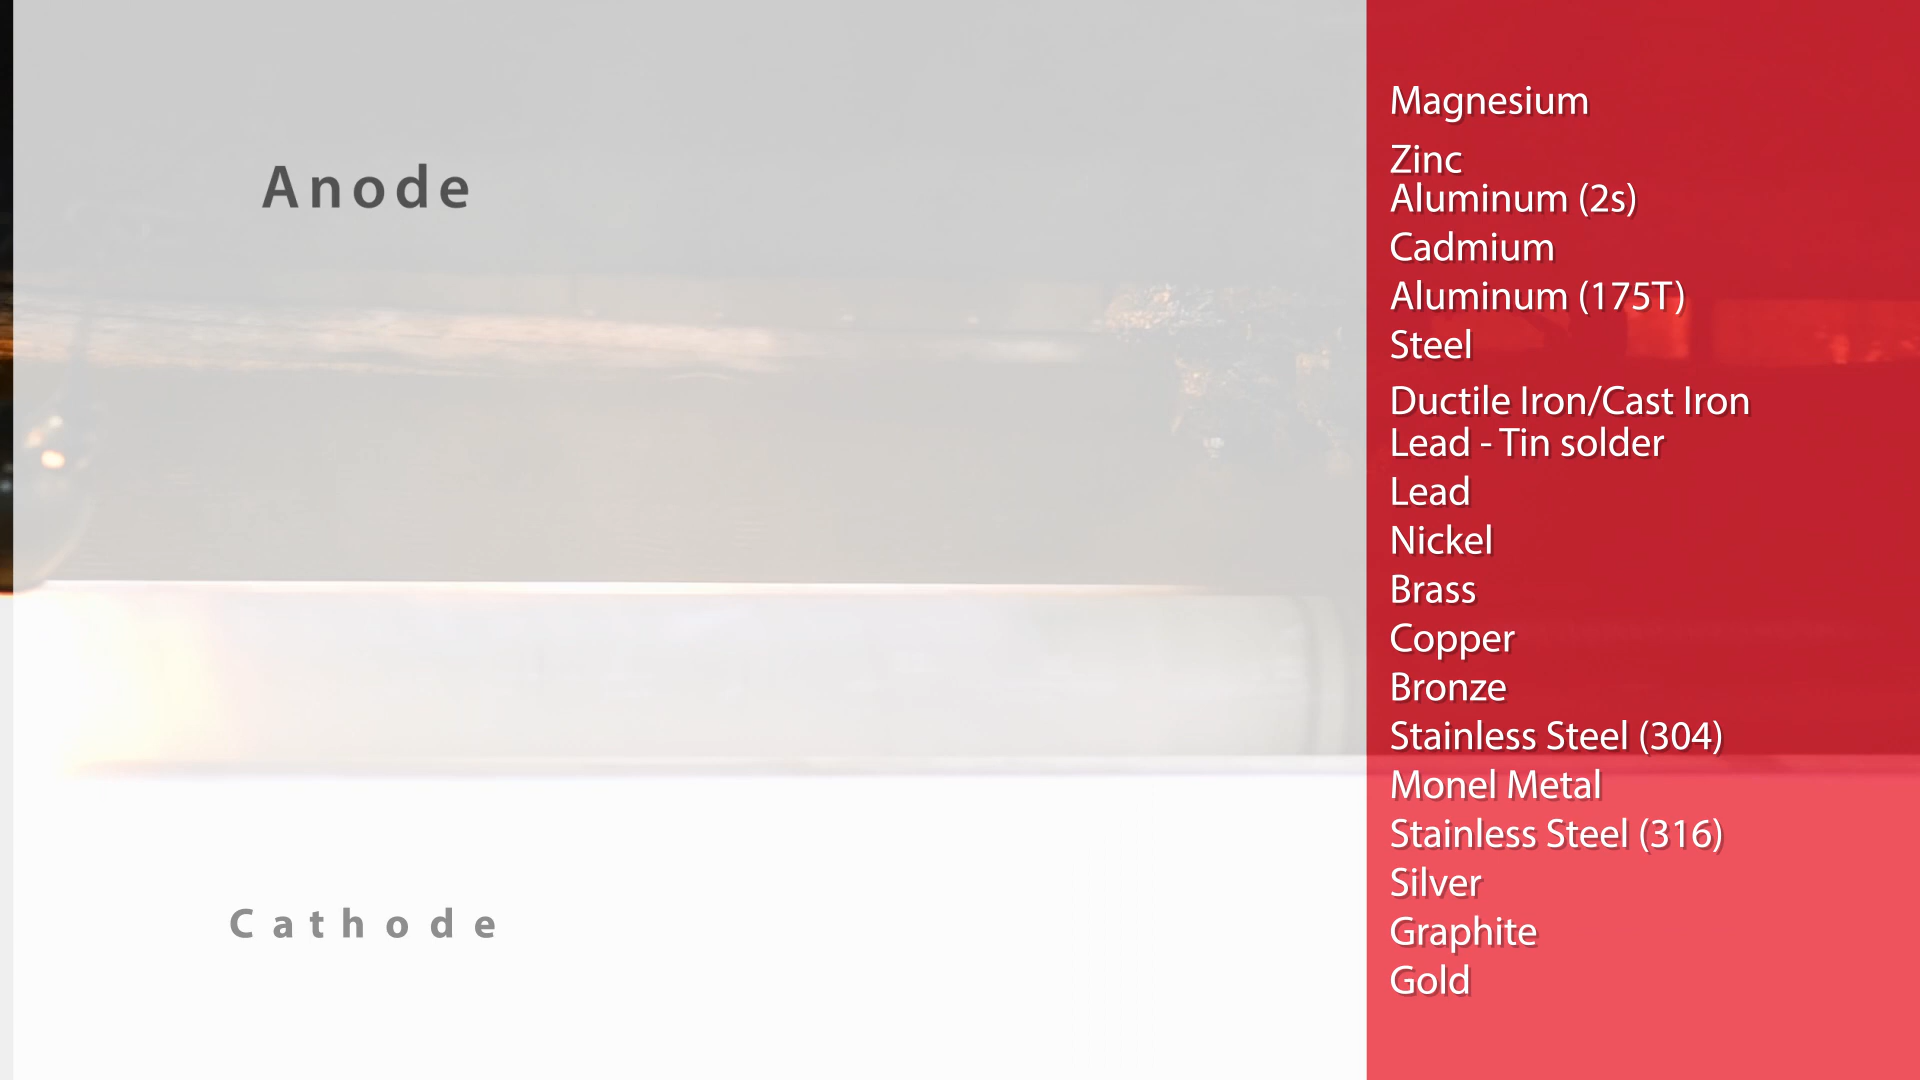 Anode
Cathode
Magnesium
Zinc
Aluminum (2s)
Cadmium
Aluminum (175T)
Steel
Ductile Iron/Cast Iron
Lead - Tin solder
Lead
Nickel
Brass
Copper
Bronze
Stainless Steel (304)
Monel Metal
Stainless Steel (316)
Silver
Graphite
Gold